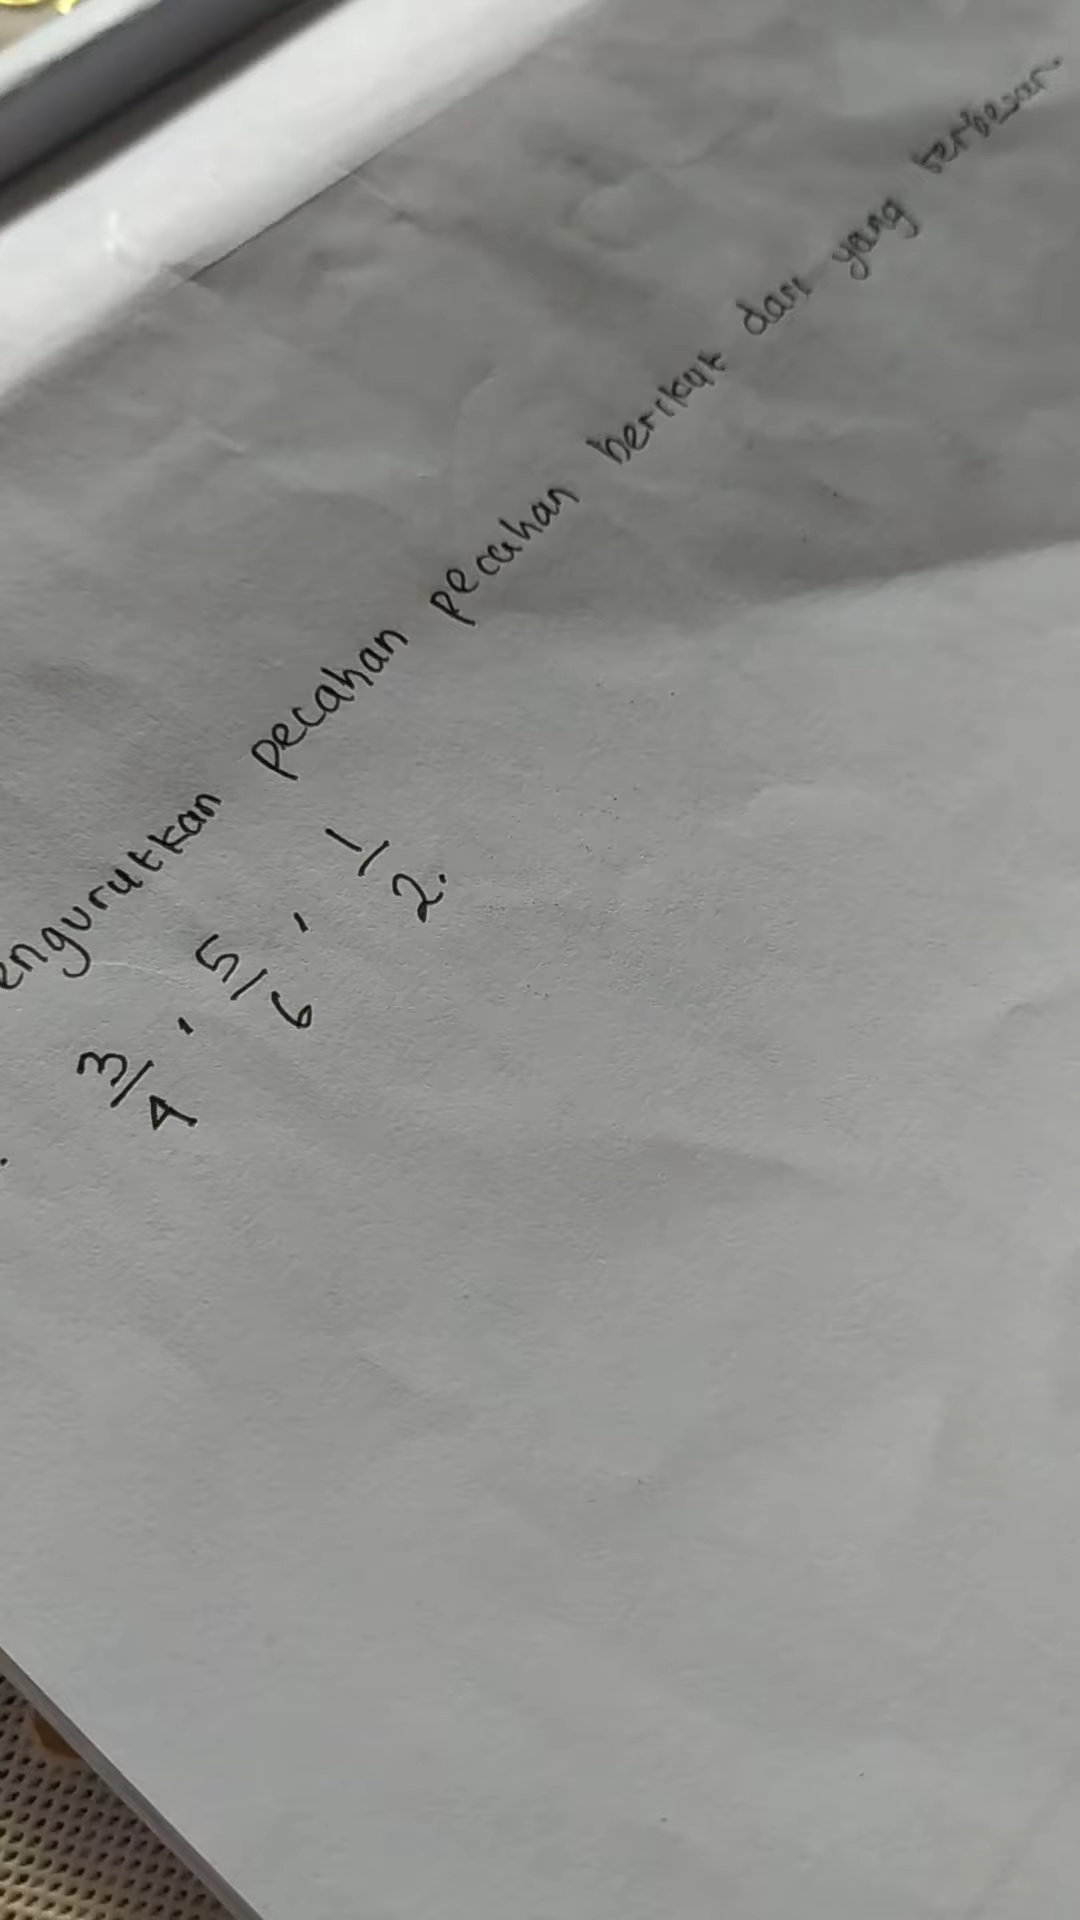 engurutkan pecahan pecahan berikut dari yang terbesar.
. 3/4 , 5/6 , 1/2.